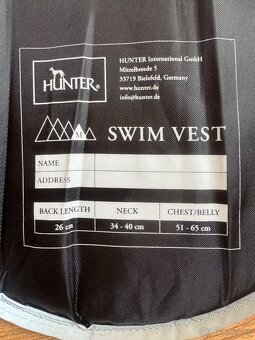 HUNTER International GmbH
Mittelbreede 5
33719 Bielefeld, Germany
www.hunter.de
info@hunter.de
HUNTER
M SWIM VEST
NAME
ADDRESS
BACK LENGTH NECK CHEST/BELLY
26 cm 34 - 40 cm 51 - 65 cm